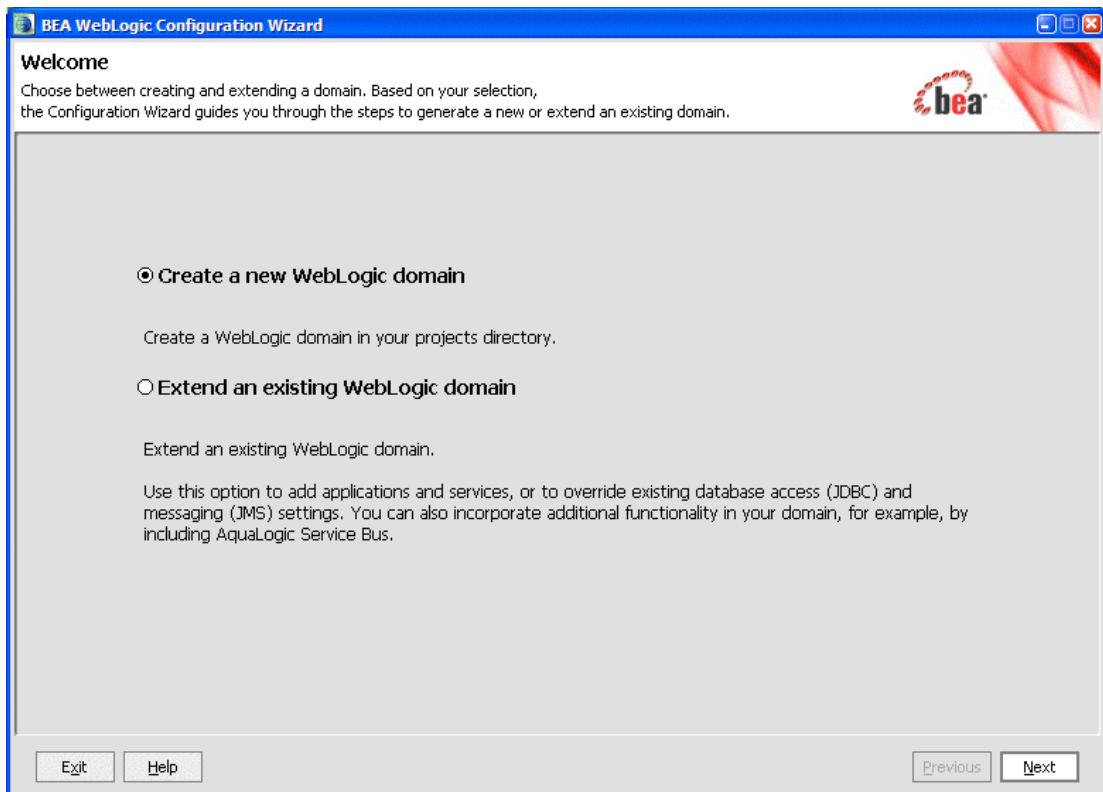 BEA WebLogic Configuration Wizard
Welcome
Choose between creating and extending a domain. Based on your selection,
the Configuration Wizard guides you through the steps to generate a new or extend an existing domain.
bea
Create a new WebLogic domain
Create a WebLogic domain in your projects directory.
Extend an existing WebLogic domain
Extend an existing WebLogic domain.
Use this option to add applications and services, or to override existing database access (JDBC) and
messaging (JMS) settings. You can also incorporate additional functionality in your domain, for example, by
including AquaLogic Service Bus.
Exit Help Previous Next